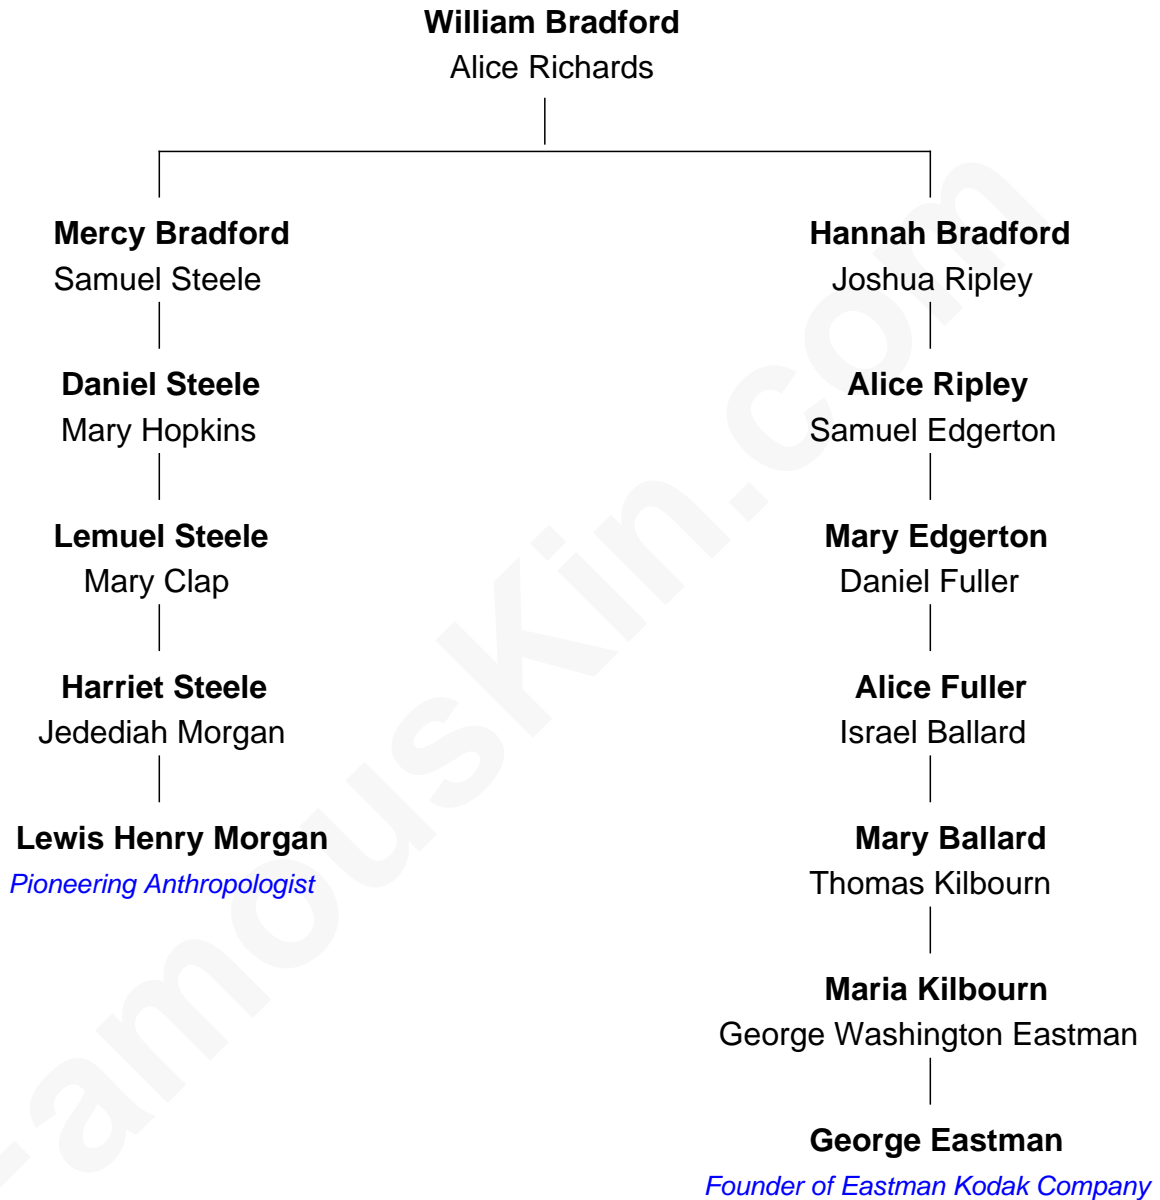 William Bradford
Alice Richards
Mercy Bradford
Samuel Steele
Hannah Bradford
Joshua Ripley
Daniel Steele
Mary Hopkins
Alice Ripley
Samuel Edgerton
Lemuel Steele
Mary Clap
Mary Edgerton
Daniel Fuller
Harriet Steele
Jedediah Morgan
Alice Fuller
Israel Ballard
Lewis Henry Morgan
Pioneering Anthropologist
Mary Ballard
Thomas Kilbourn
Maria Kilbourn
George Washington Eastman
George Eastman
Founder of Eastman Kodak Company
FamousKin.com